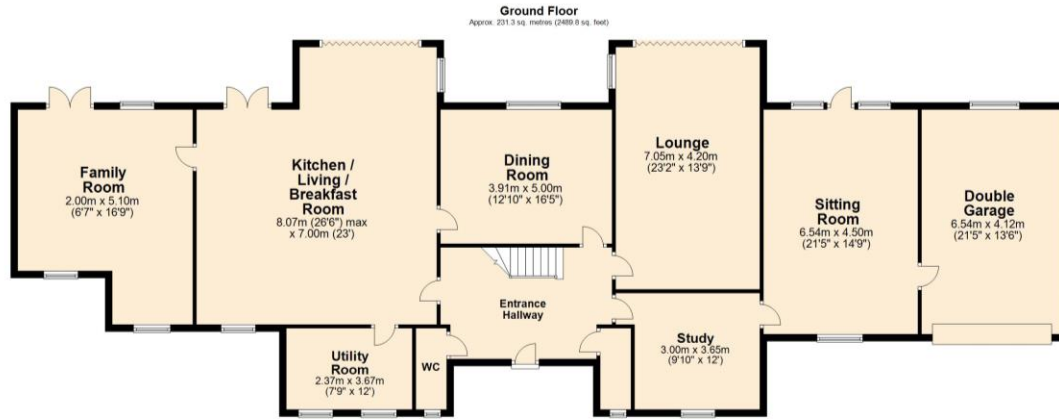 Ground Floor
Approx. 231.3 sq. metres (2489.8 sq. feet)
Family
Room
2.00m x 5.10m
(6'7" x 16'9")
Kitchen /
Living /
Breakfast
Room
8.07m (26'6") max
x 7.00m (23')
Dining
Room
3.91m x 5.00m
(12'10" x 16'5")
Lounge
7.05m x 4.20m
(23'2" x 13'9")
Sitting
Room
6.54m x 4.50m
(21'5" x 14'9")
Double
Garage
6.54m x 4.12m
(21'5" x 13'6")
Entrance
Hallway
Utility
Room
2.37m x 3.67m
(7'9" x 12')
WC
Study
3.00m x 3.65m
(9'10" x 12')